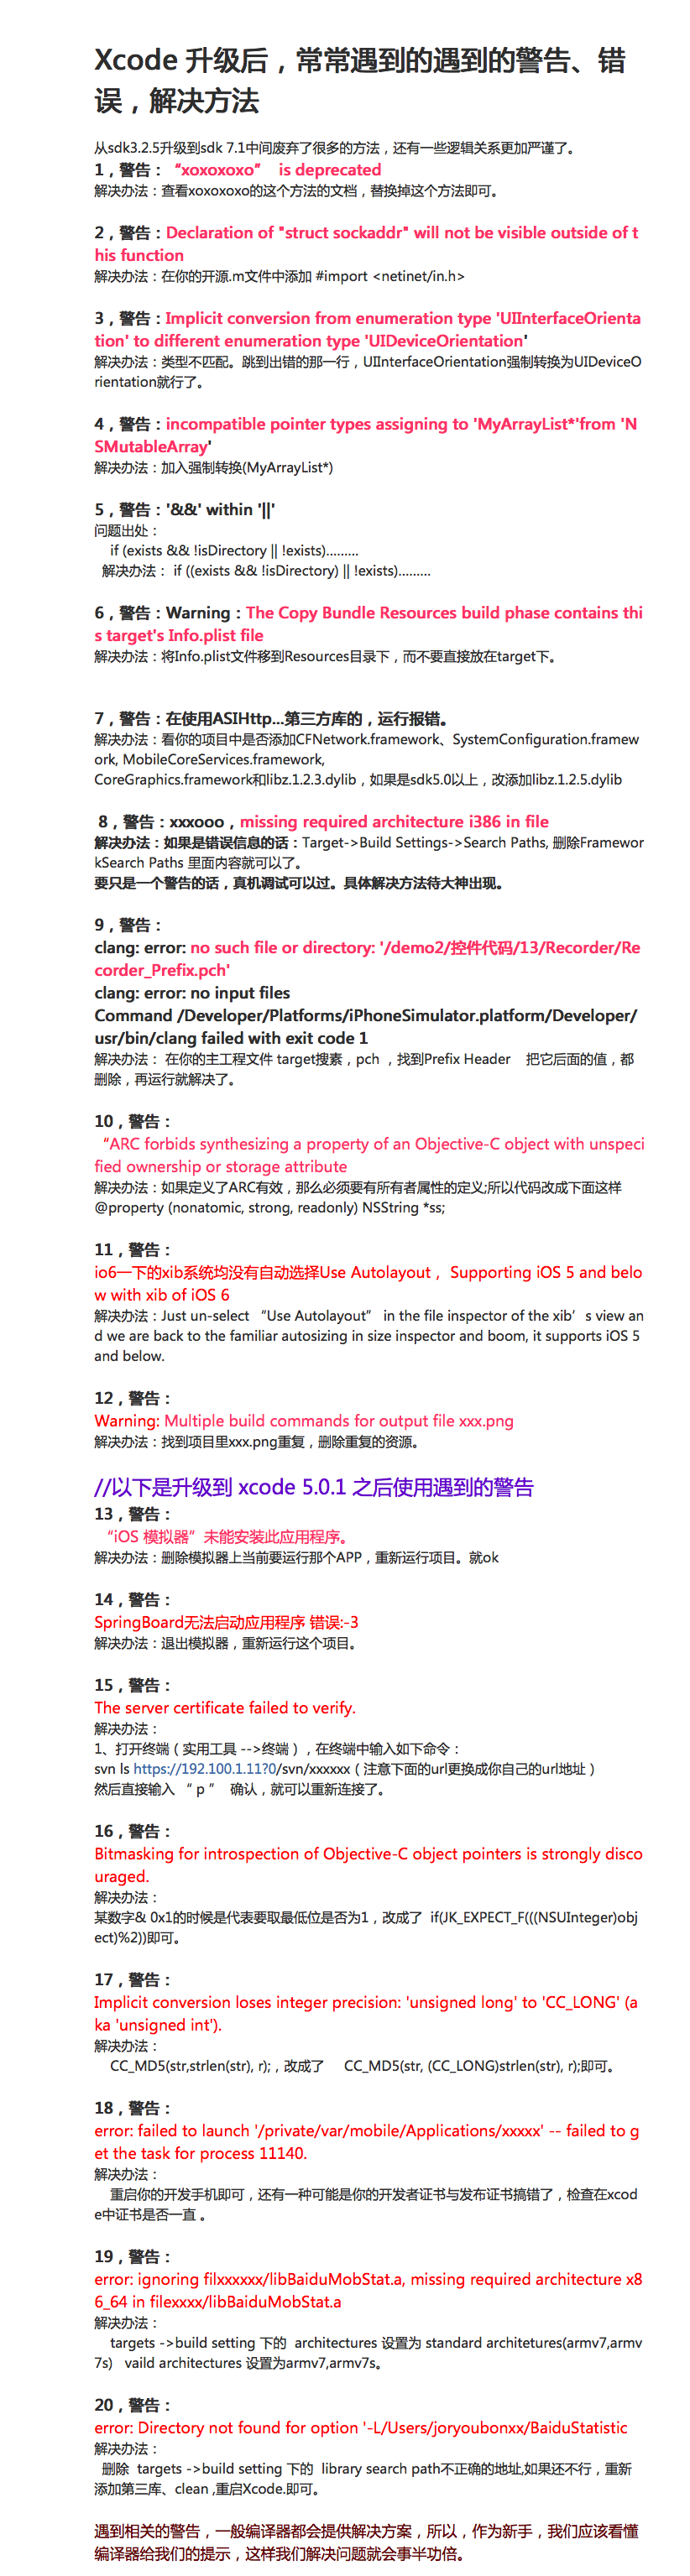 Xcode 升级后，常常遇到的遇到的警告、错
误，解决方法
从sdk3.2.5升级到sdk 7.1中间废弃了很多的方法，还有一些逻辑关系更加严谨了。
1，警告：“xoxoxoxo” is deprecated
解决办法：查看xoxoxoxo的这个方法的文档，替换掉这个方法即可。
2，警告：Declaration of "struct sockaddr" will not be visible outside of t
his function
解决办法：在你的开源.m文件中添加 #import <netinet/in.h>
3，警告：Implicit conversion from enumeration type 'UIInterfaceOrienta
tion' to different enumeration type 'UIDeviceOrientation'
解决办法：类型不匹配。跳到出错的那一行，UIInterfaceOrientation强制转换为UIDeviceO
rientation就行了。
4，警告：incompatible pointer types assigning to 'MyArrayList*'from 'N
SMutableArray'
解决办法：加入强制转换(MyArrayList*)
5，警告：'&&' within '||'
问题出处：
if (exists && !isDirectory || !exists).........
解决办法： if ((exists && !isDirectory) || !exists).........
6，警告：Warning：The Copy Bundle Resources build phase contains thi
s target's Info.plist file
解决办法：将Info.plist文件移到Resources目录下，而不要直接放在target下。
7，警告：在使用ASIHttp...第三方库的，运行报错。
解决办法：看你的项目中是否添加CFNetwork.framework、SystemConfiguration.framew
ork, MobileCoreServices.framework,
CoreGraphics.framework和libz.1.2.3.dylib，如果是sdk5.0以上，改添加libz.1.2.5.dylib
8，警告：xxxooo，missing required architecture i386 in file
解决办法：如果是错误信息的话：Target->Build Settings->Search Paths, 删除Framewor
kSearch Paths 里面内容就可以了。
要只是一个警告的话，真机调试可以过。具体解决方法待大神出现。
9，警告：
clang: error: no such file or directory: '/demo2/控件代码/13/Recorder/Re
corder_Prefix.pch'
clang: error: no input files
Command /Developer/Platforms/iPhoneSimulator.platform/Developer/
usr/bin/clang failed with exit code 1
解决办法： 在你的主工程文件 target搜素，pch ，找到Prefix Header 把它后面的值，都
删除，再运行就解决了。
10，警告：
“ARC forbids synthesizing a property of an Objective-C object with unspeci
fied ownership or storage attribute
解决办法：如果定义了ARC有效，那么必须要有所有者属性的定义;所以代码改成下面这样
@property (nonatomic, strong, readonly) NSString *ss;
11，警告：
io6一下的xib系统均没有自动选择Use Autolayout， Supporting iOS 5 and belo
w with xib of iOS 6
解决办法：Just un-select “Use Autolayout” in the file inspector of the xib’s view an
d we are back to the familiar autosizing in size inspector and boom, it supports iOS 5
and below.
12，警告：
Warning: Multiple build commands for output file xxx.png
解决办法：找到项目里xxx.png重复，删除重复的资源。
//以下是升级到 xcode 5.0.1 之后使用遇到的警告
13，警告：
“iOS 模拟器”未能安装此应用程序。
解决办法：删除模拟器上当前要运行那个APP，重新运行项目。就ok
14，警告：
SpringBoard无法启动应用程序 错误:-3
解决办法：退出模拟器，重新运行这个项目。
15，警告：
The server certificate failed to verify.
解决办法：
1、打开终端（实用工具 -->终端），在终端中输入如下命令：
svn ls https://192.100.1.11?0/svn/xxxxxx（注意下面的url更换成你自己的url地址）
然后直接输入 “ p ” 确认，就可以重新连接了。
16，警告：
Bitmasking for introspection of Objective-C object pointers is strongly disco
uraged.
解决办法：
某数字& 0x1的时候是代表要取最低位是否为1，改成了 if(JK_EXPECT_F(((NSUInteger)obj
ect)%2))即可。
17，警告：
Implicit conversion loses integer precision: 'unsigned long' to 'CC_LONG' (a
ka 'unsigned int').
解决办法：
CC_MD5(str,strlen(str), r);，改成了 CC_MD5(str, (CC_LONG)strlen(str), r);即可。
18，警告：
error: failed to launch '/private/var/mobile/Applications/xxxxx' -- failed to g
et the task for process 11140.
解决办法：
重启你的开发手机即可，还有一种可能是你的开发者证书与发布证书搞错了，检查在xcod
e中证书是否一直 。
19，警告：
error: ignoring filxxxxxx/libBaiduMobStat.a, missing required architecture x8
6_64 in filexxxx/libBaiduMobStat.a
解决办法：
targets ->build setting 下的 architectures 设置为 standard architetures(armv7,armv
7s) vaild architectures 设置为armv7,armv7s。
20，警告：
error: Directory not found for option '-L/Users/joryoubonxx/BaiduStatistic
解决办法：
删除 targets ->build setting 下的 library search path不正确的地址,如果还不行，重新
添加第三库、clean ,重启Xcode.即可。
遇到相关的警告，一般编译器都会提供解决方案，所以，作为新手，我们应该看懂
编译器给我们的提示，这样我们解决问题就会事半功倍。